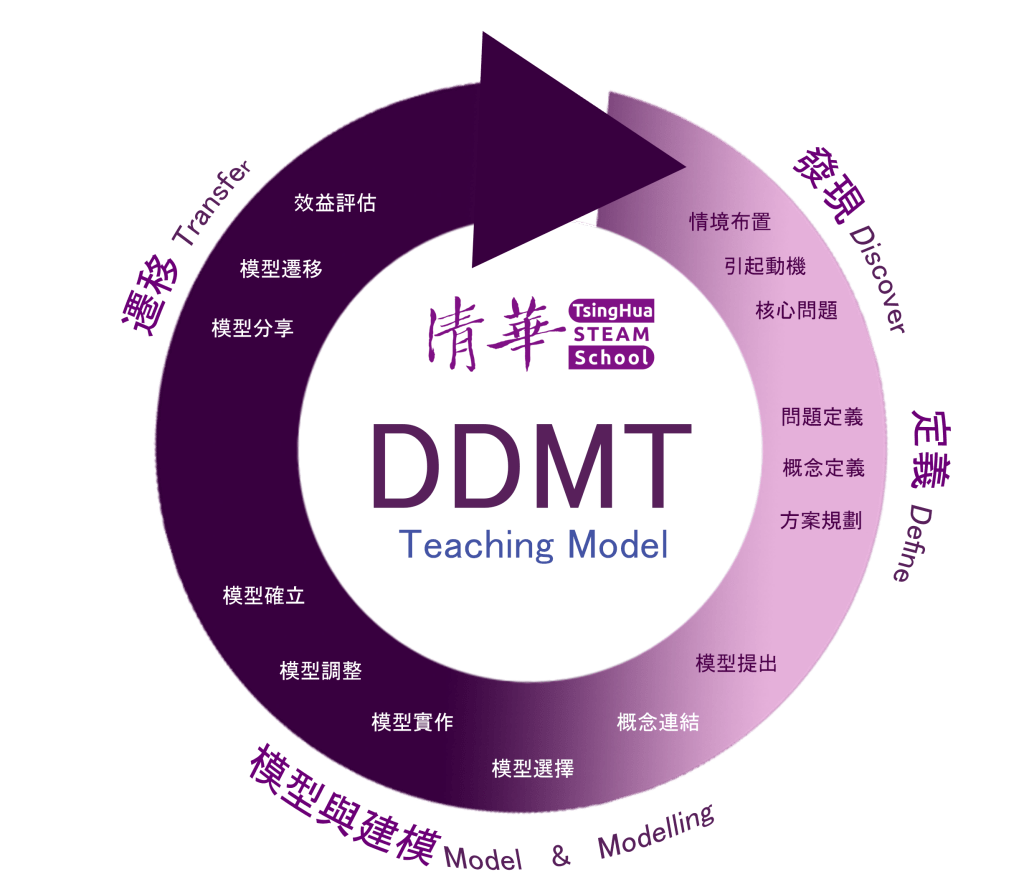 清華
TsingHua
STEAM
School
DDMT
Teaching Model
發現 Discover
情境布置
引起動機
核心問題
定義 Define
問題定義
概念定義
方案規劃
模型與建模 Model & Modelling
模型提出
概念連結
模型選擇
模型實作
模型調整
模型確立
遷移 Transfer
模型分享
模型遷移
效益評估